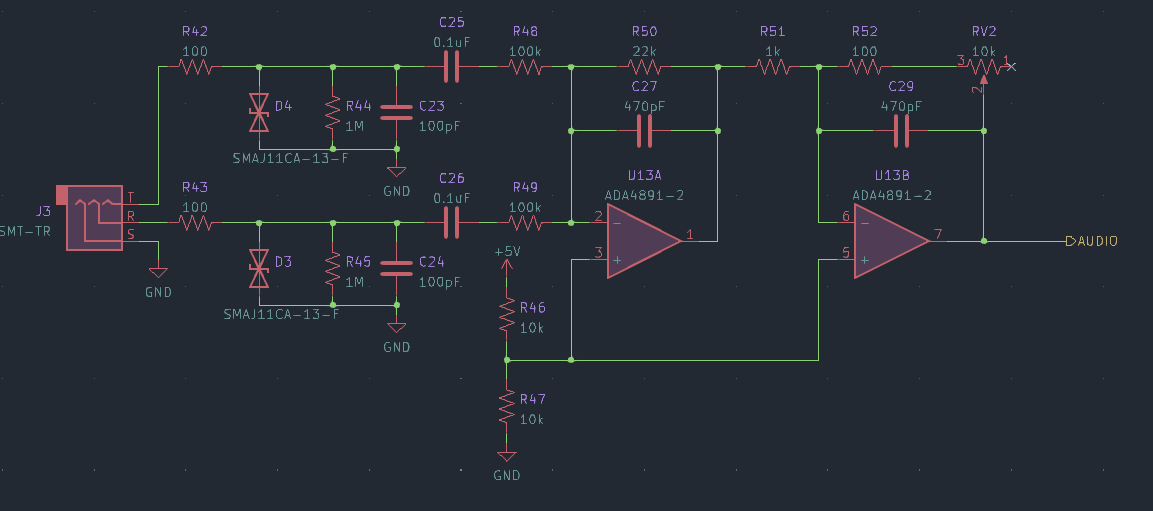 R42
100
C25
0.1uF
R48
100k
R50
22k
R51
1k
R52
100
RV2
10k
3
1
2
D4
SMAJ11CA-13-F
R44
1M
C23
100pF
GND
C27
470pF
C29
470pF
J3
SMT-TR
T
R
S
GND
R43
100
C26
0.1uF
R49
100k
U13A
ADA4891-2
2
3
1
−
+
U13B
ADA4891-2
6
5
7
−
+
AUDIO
D3
SMAJ11CA-13-F
R45
1M
C24
100pF
GND
+5V
R46
10k
R47
10k
GND